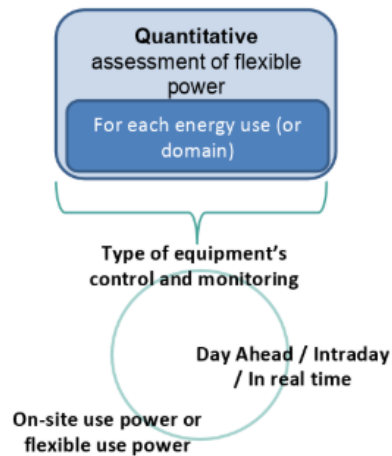 Quantitative
assessment of flexible
power
For each energy use (or
domain)
Type of equipment's
control and monitoring
Day Ahead / Intraday
/ In real time
On-site use power or
flexible use power